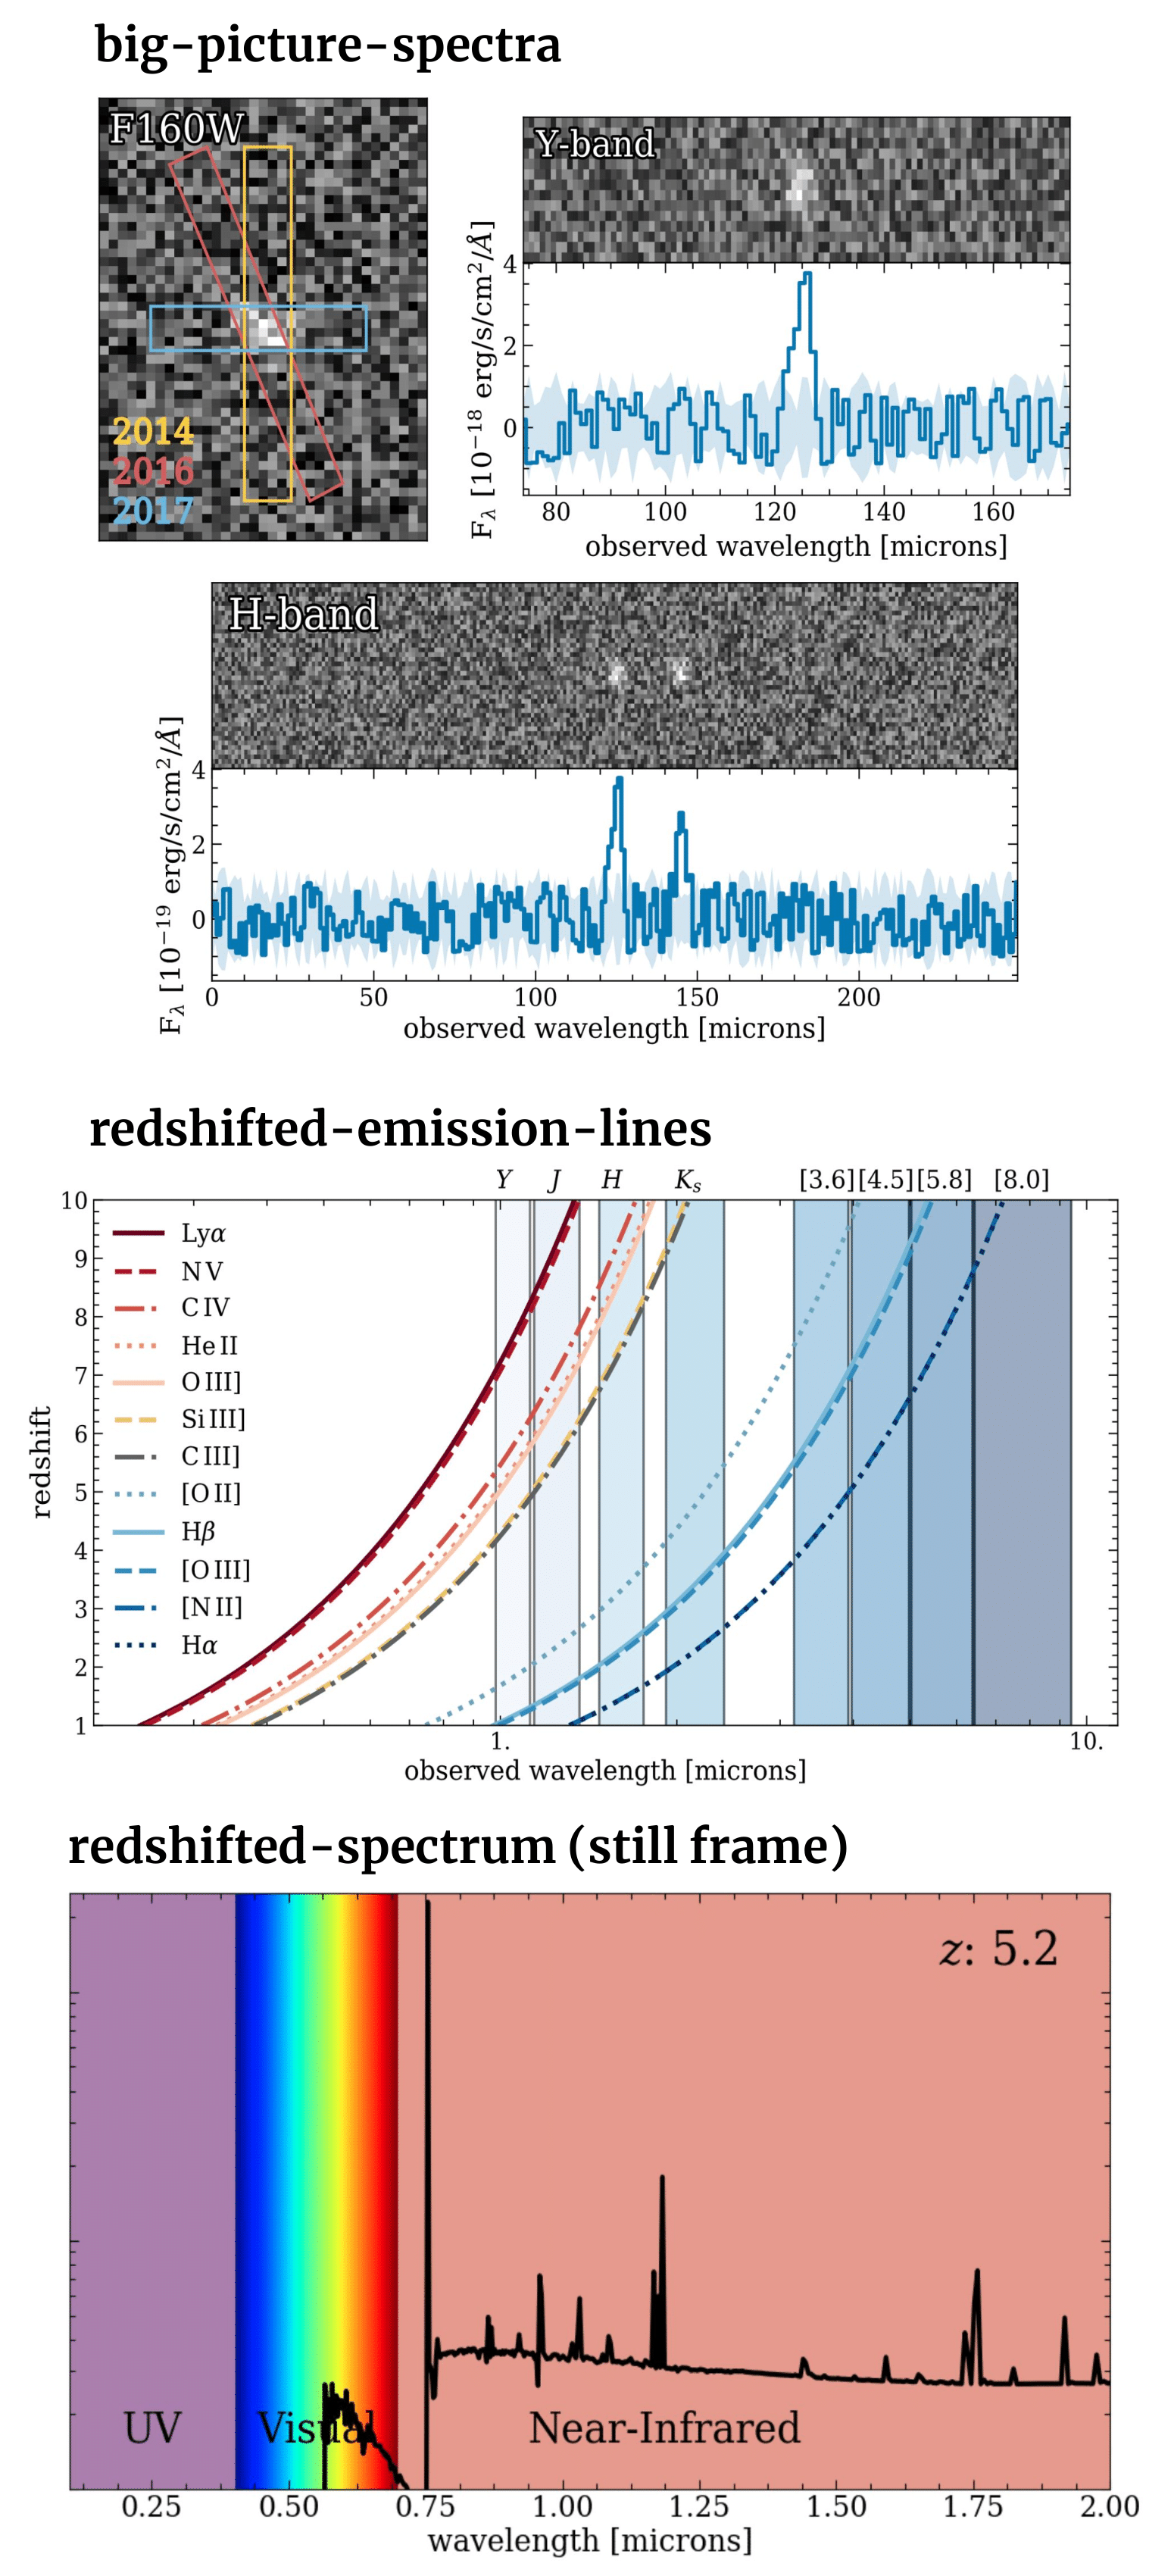 big-picture-spectra
F160W
2014
2016
2017
Y-band
F_λ [10^−18 erg/s/cm^2/Å]
4
2
0
80 100 120 140 160
observed wavelength [microns]
H-band
F_λ [10^−19 erg/s/cm^2/Å]
4
2
0
0 50 100 150 200
observed wavelength [microns]
redshifted-emission-lines
Y J H K_s [3.6] [4.5] [5.8] [8.0]
redshift
10
9
8
7
6
5
4
3
2
1
Lyα
N V
C IV
He II
O III]
Si III]
C III]
[O II]
Hβ
[O III]
[N II]
Hα
1. 10.
observed wavelength [microns]
redshifted-spectrum (still frame)
z: 5.2
UV Visual Near-Infrared
0.25 0.50 0.75 1.00 1.25 1.50 1.75 2.00
wavelength [microns]